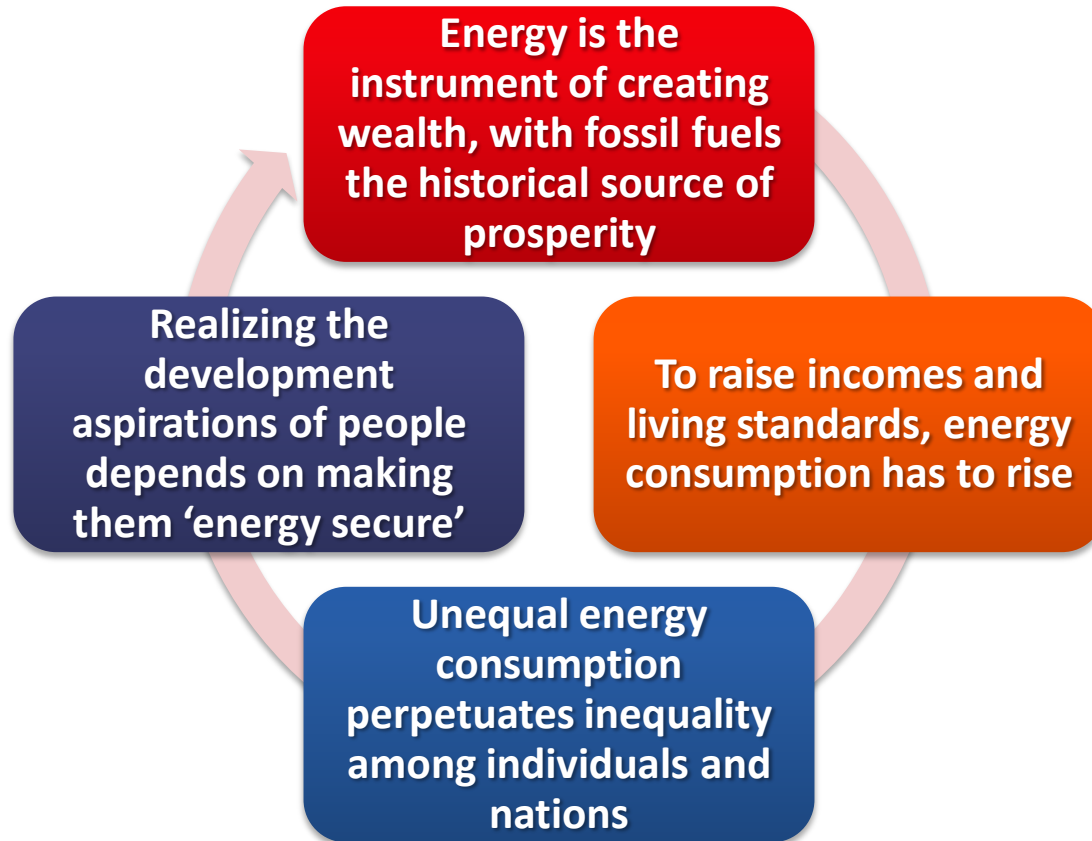 Energy is the
instrument of creating
wealth, with fossil fuels
the historical source of
prosperity
To raise incomes and
living standards, energy
consumption has to rise
Unequal energy
consumption
perpetuates inequality
among individuals and
nations
Realizing the
development
aspirations of people
depends on making
them ‘energy secure’